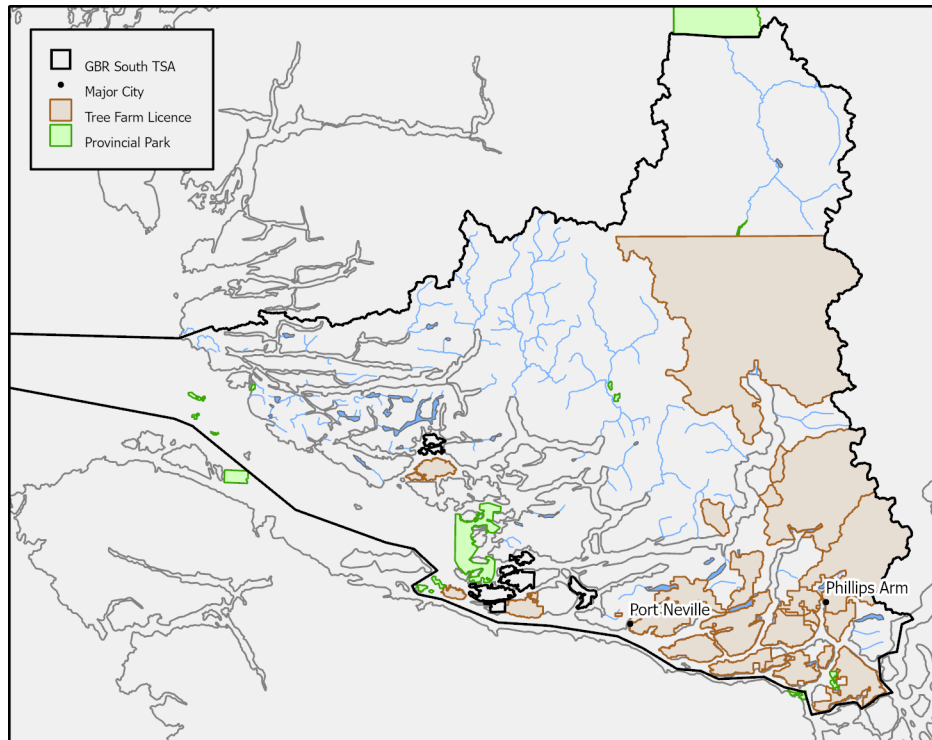 GBR South TSA
Major City
Tree Farm Licence
Provincial Park
Phillips Arm
Port Neville